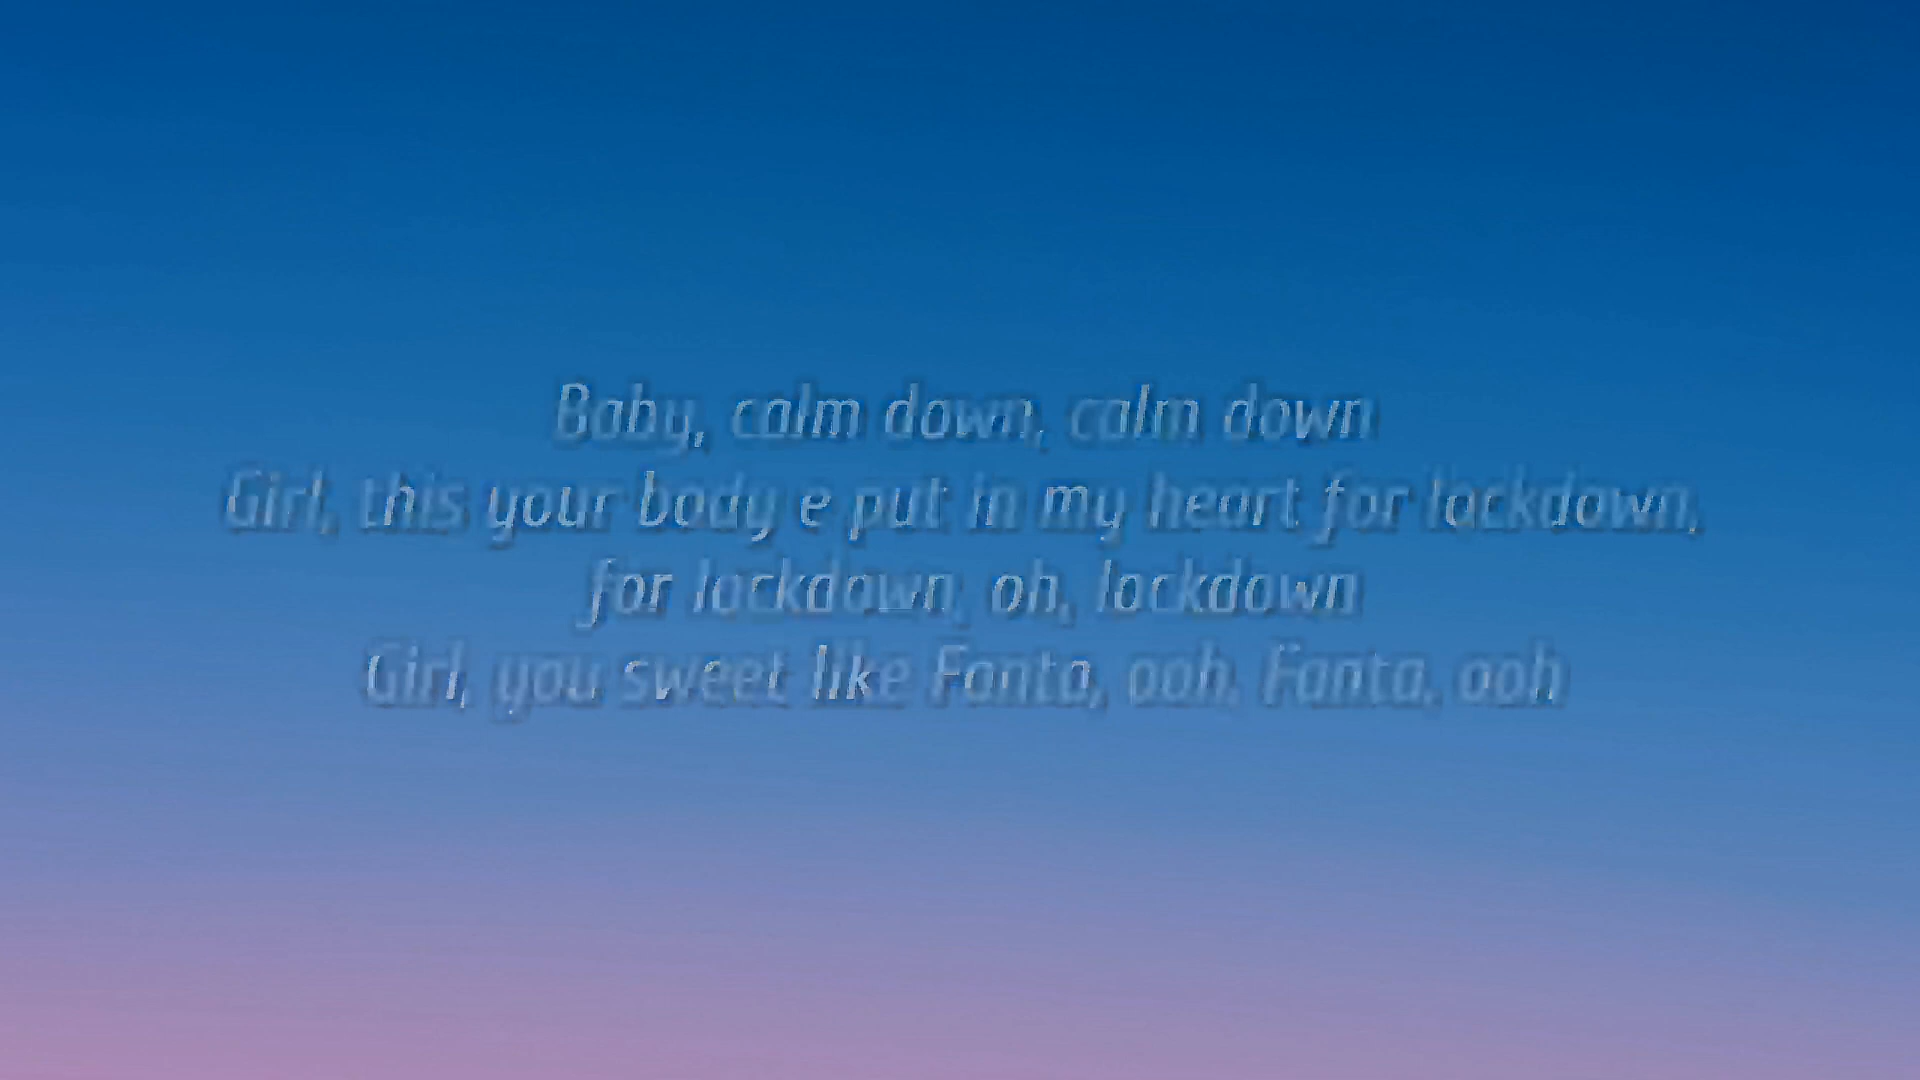 Baby, calm down, calm down
Girl, this your body e put in my heart for lockdown,
for lockdown, oh, lockdown
Girl, you sweet like Fanta, ooh, Fanta, ooh